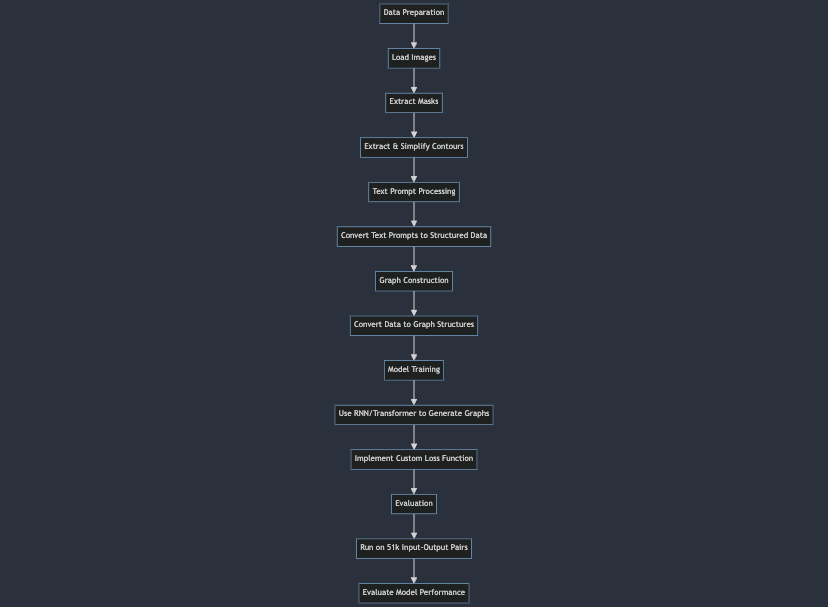 Data Preparation
Load Images
Extract Masks
Extract & Simplify Contours
Text Prompt Processing
Convert Text Prompts to Structured Data
Graph Construction
Convert Data to Graph Structures
Model Training
Use RNN/Transformer to Generate Graphs
Implement Custom Loss Function
Evaluation
Run on 51k Input-Output Pairs
Evaluate Model Performance